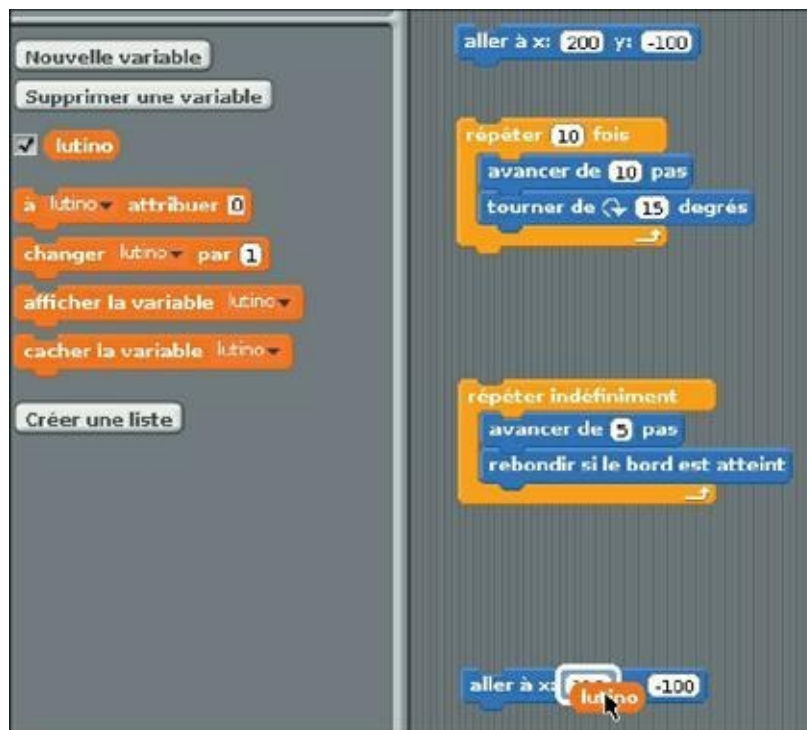 Nouvelle variable
Supprimer une variable
lutino
à lutino attribuer 0
changer lutino par 1
afficher la variable lutino
cacher la variable lutino
Créer une liste
aller à x: 200 y: -100
répéter 10 fois
avancer de 10 pas
tourner de 15 degrés
répéter indéfiniment
avancer de 5 pas
rebondir si le bord est atteint
aller à x: lutino -100